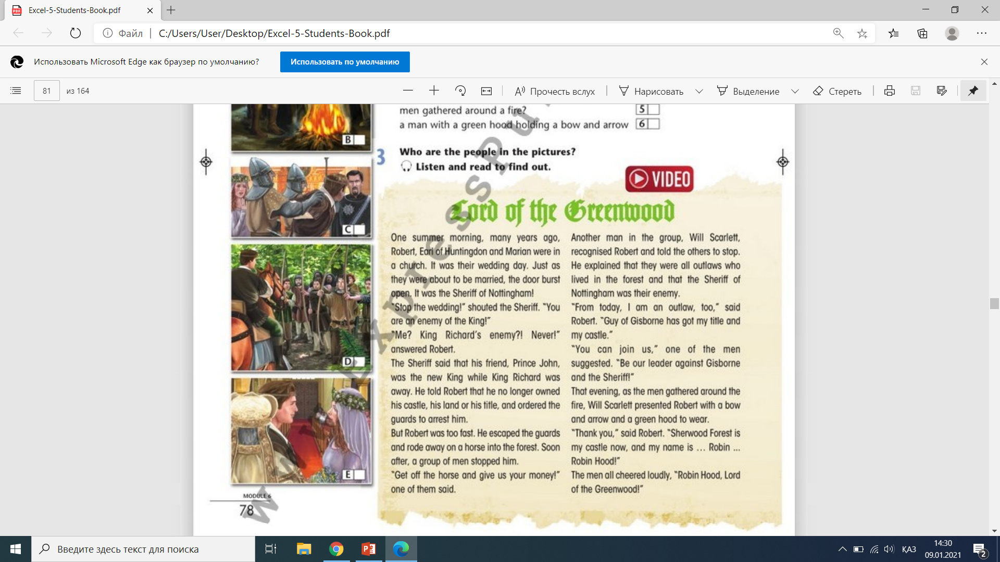 Excel-5-Students-Book.pdf
Файл
C:/Users/User/Desktop/Excel-5-Students-Book.pdf
Использовать Microsoft Edge как браузер по умолчанию?
Использовать по умолчанию
81
из 164
Прочесть вслух
Нарисовать
Выделение
Стереть
men gathered around a fire?
5
a man with a green hood holding a bow and arrow
6
B
C
D
E
3
Who are the people in the pictures?
Listen and read to find out.
VIDEO
Lord of the Greenwood
One summer morning, many years ago,
Robert, Earl of Huntingdon and Marian were in
a church. It was their wedding day. Just as
they were about to be married, the door burst
open. It was the Sheriff of Nottingham!
"Stop the wedding!" shouted the Sheriff. "You
are an enemy of the King!"
"Me? King Richard's enemy?! Never!"
answered Robert.
The Sheriff said that his friend, Prince John,
was the new King while King Richard was
away. He told Robert that he no longer owned
his castle, his land or his title, and ordered the
guards to arrest him.
But Robert was too fast. He escaped the guards
and rode away on a horse into the forest. Soon
after, a group of men stopped him.
"Get off the horse and give us your money!"
one of them said.
Another man in the group, Will Scarlett,
recognised Robert and told the others to stop.
He explained that they were all outlaws who
lived in the forest and that the Sheriff of
Nottingham was their enemy.
"From today, I am an outlaw, too," said
Robert. "Guy of Gisborne has got my title and
my castle."
"You can join us," one of the men
suggested. "Be our leader against Gisborne
and the Sheriff!"
That evening, as the men gathered around the
fire, Will Scarlett presented Robert with a bow
and arrow and a green hood to wear.
"Thank you," said Robert. "Sherwood Forest is
my castle now, and my name is … Robin …
Robin Hood!"
The men all cheered loudly, "Robin Hood, Lord
of the Greenwood!"
MODULE 6
78
Введите здесь текст для поиска
ҚАЗ
14:30
09.01.2021
2